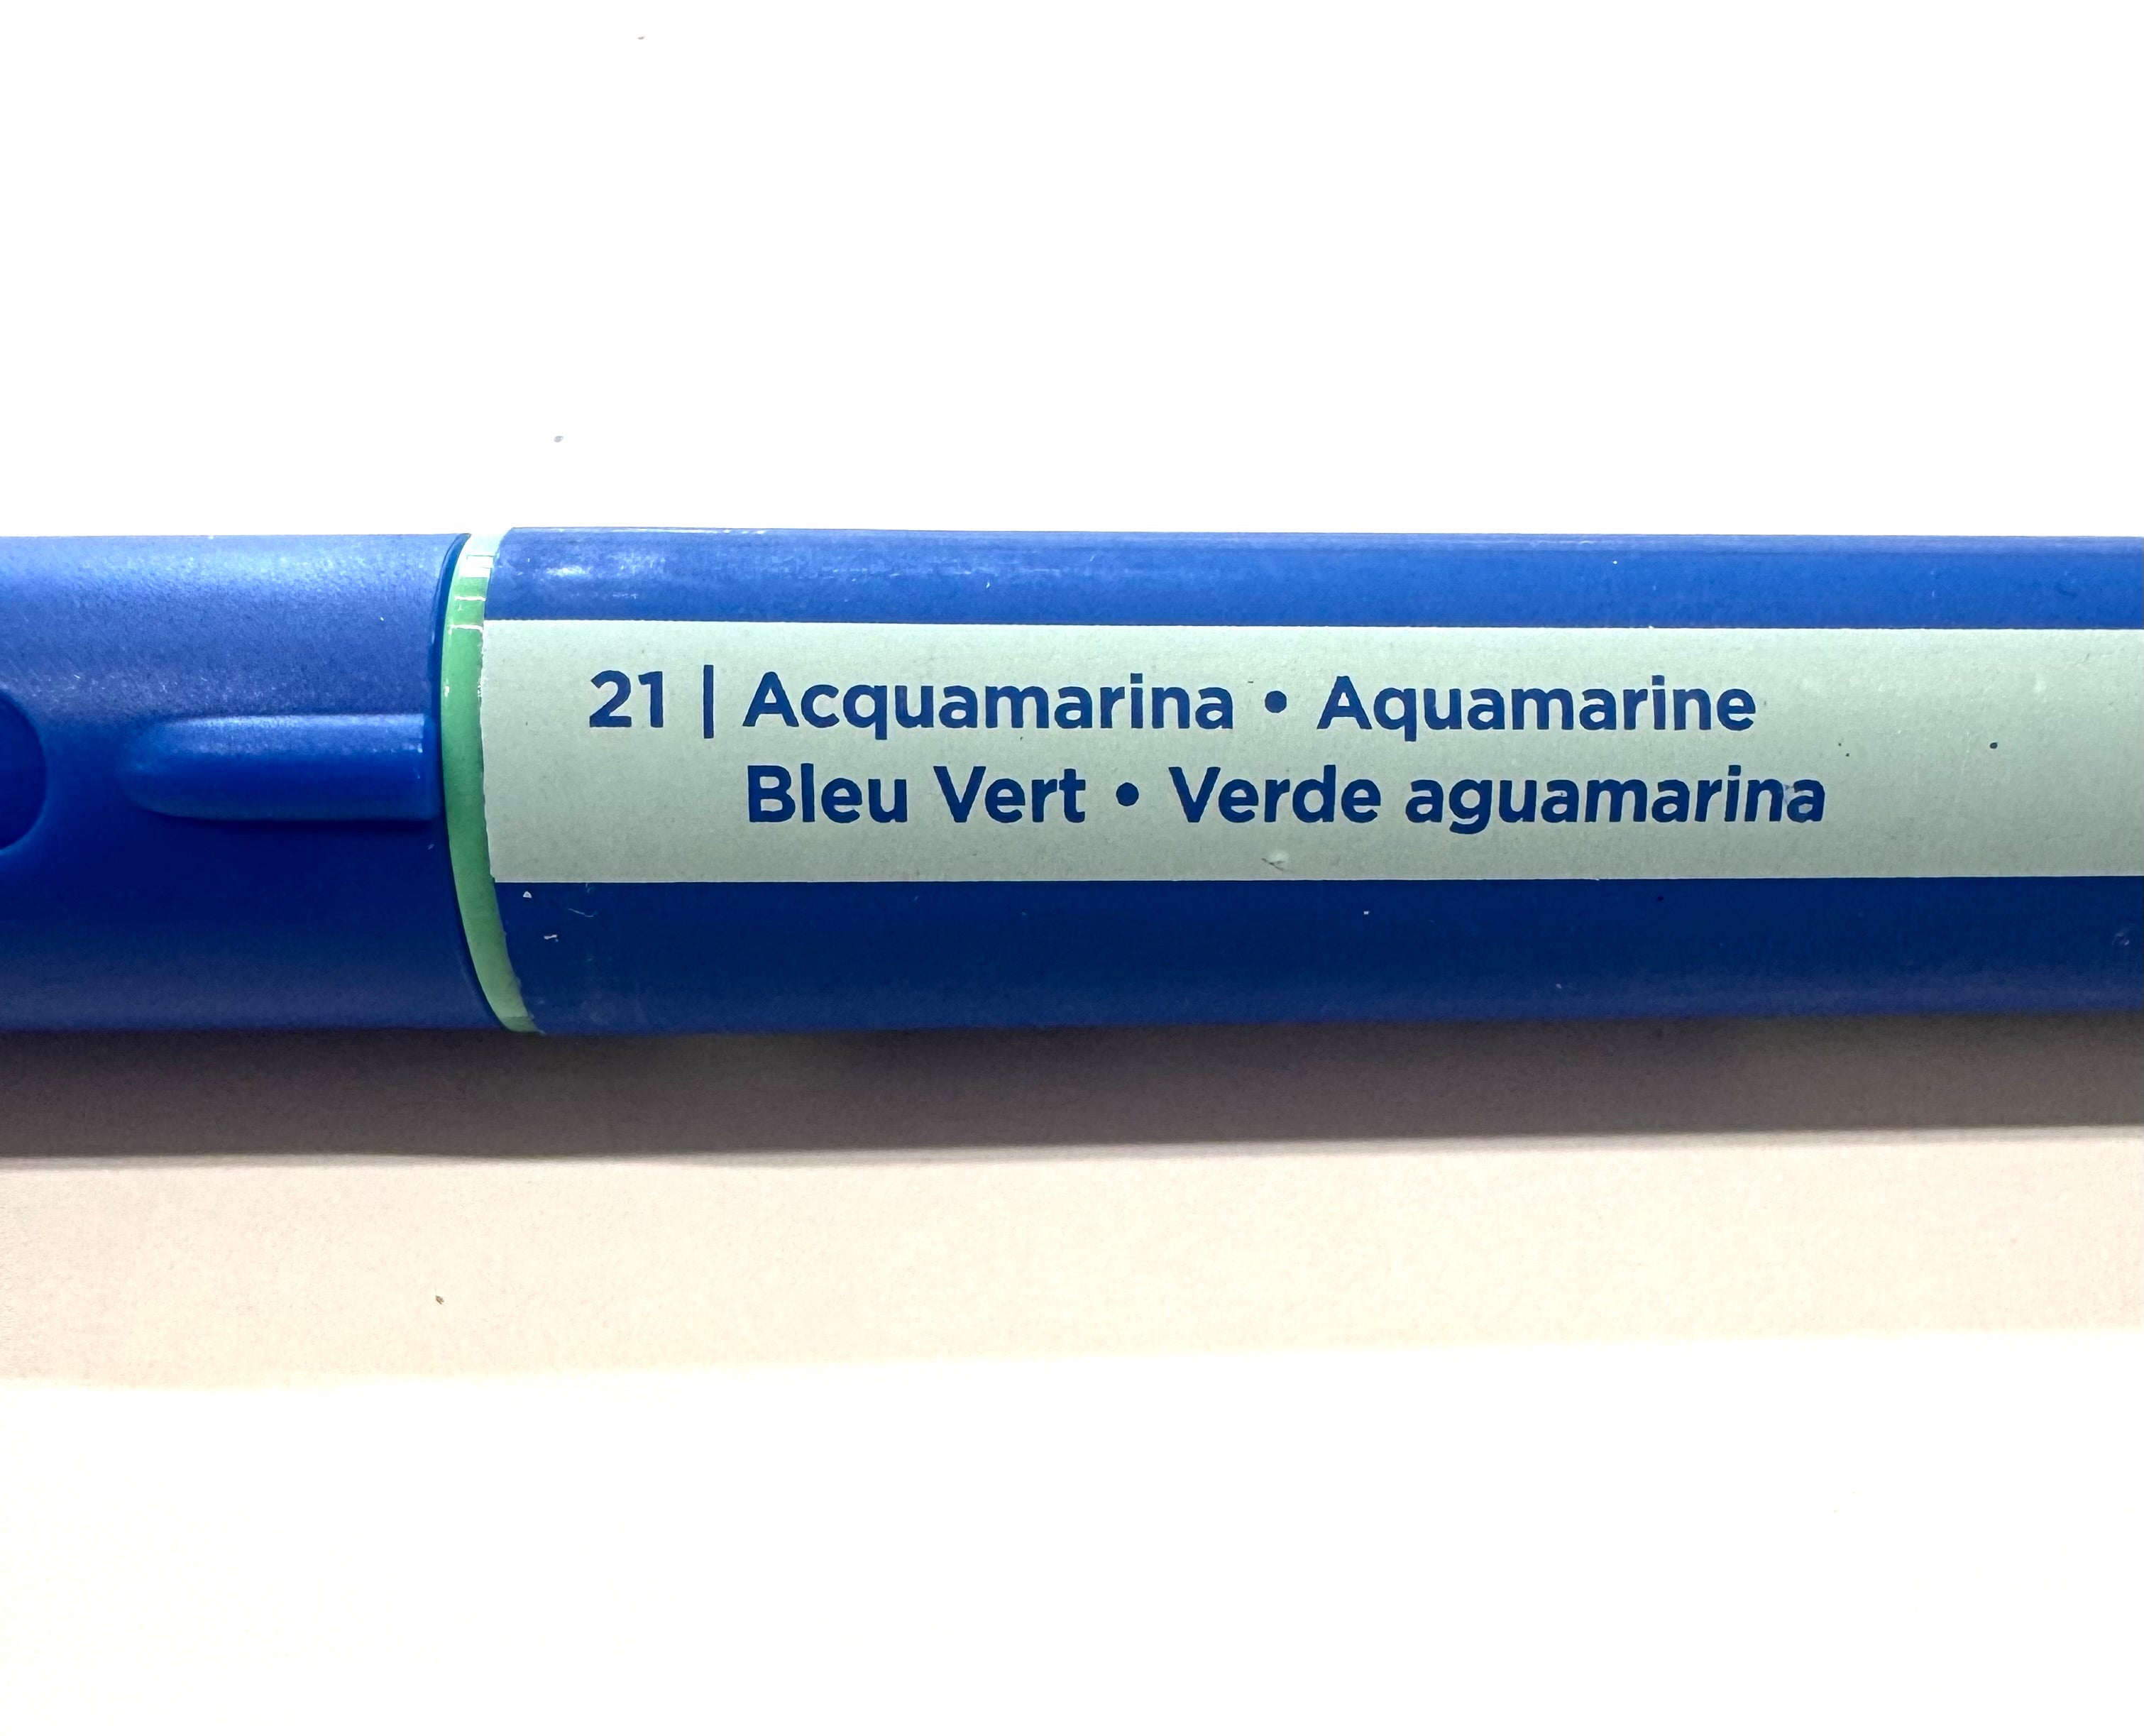 21 | Acquamarina • Aquamarine
Bleu Vert • Verde aguamarina